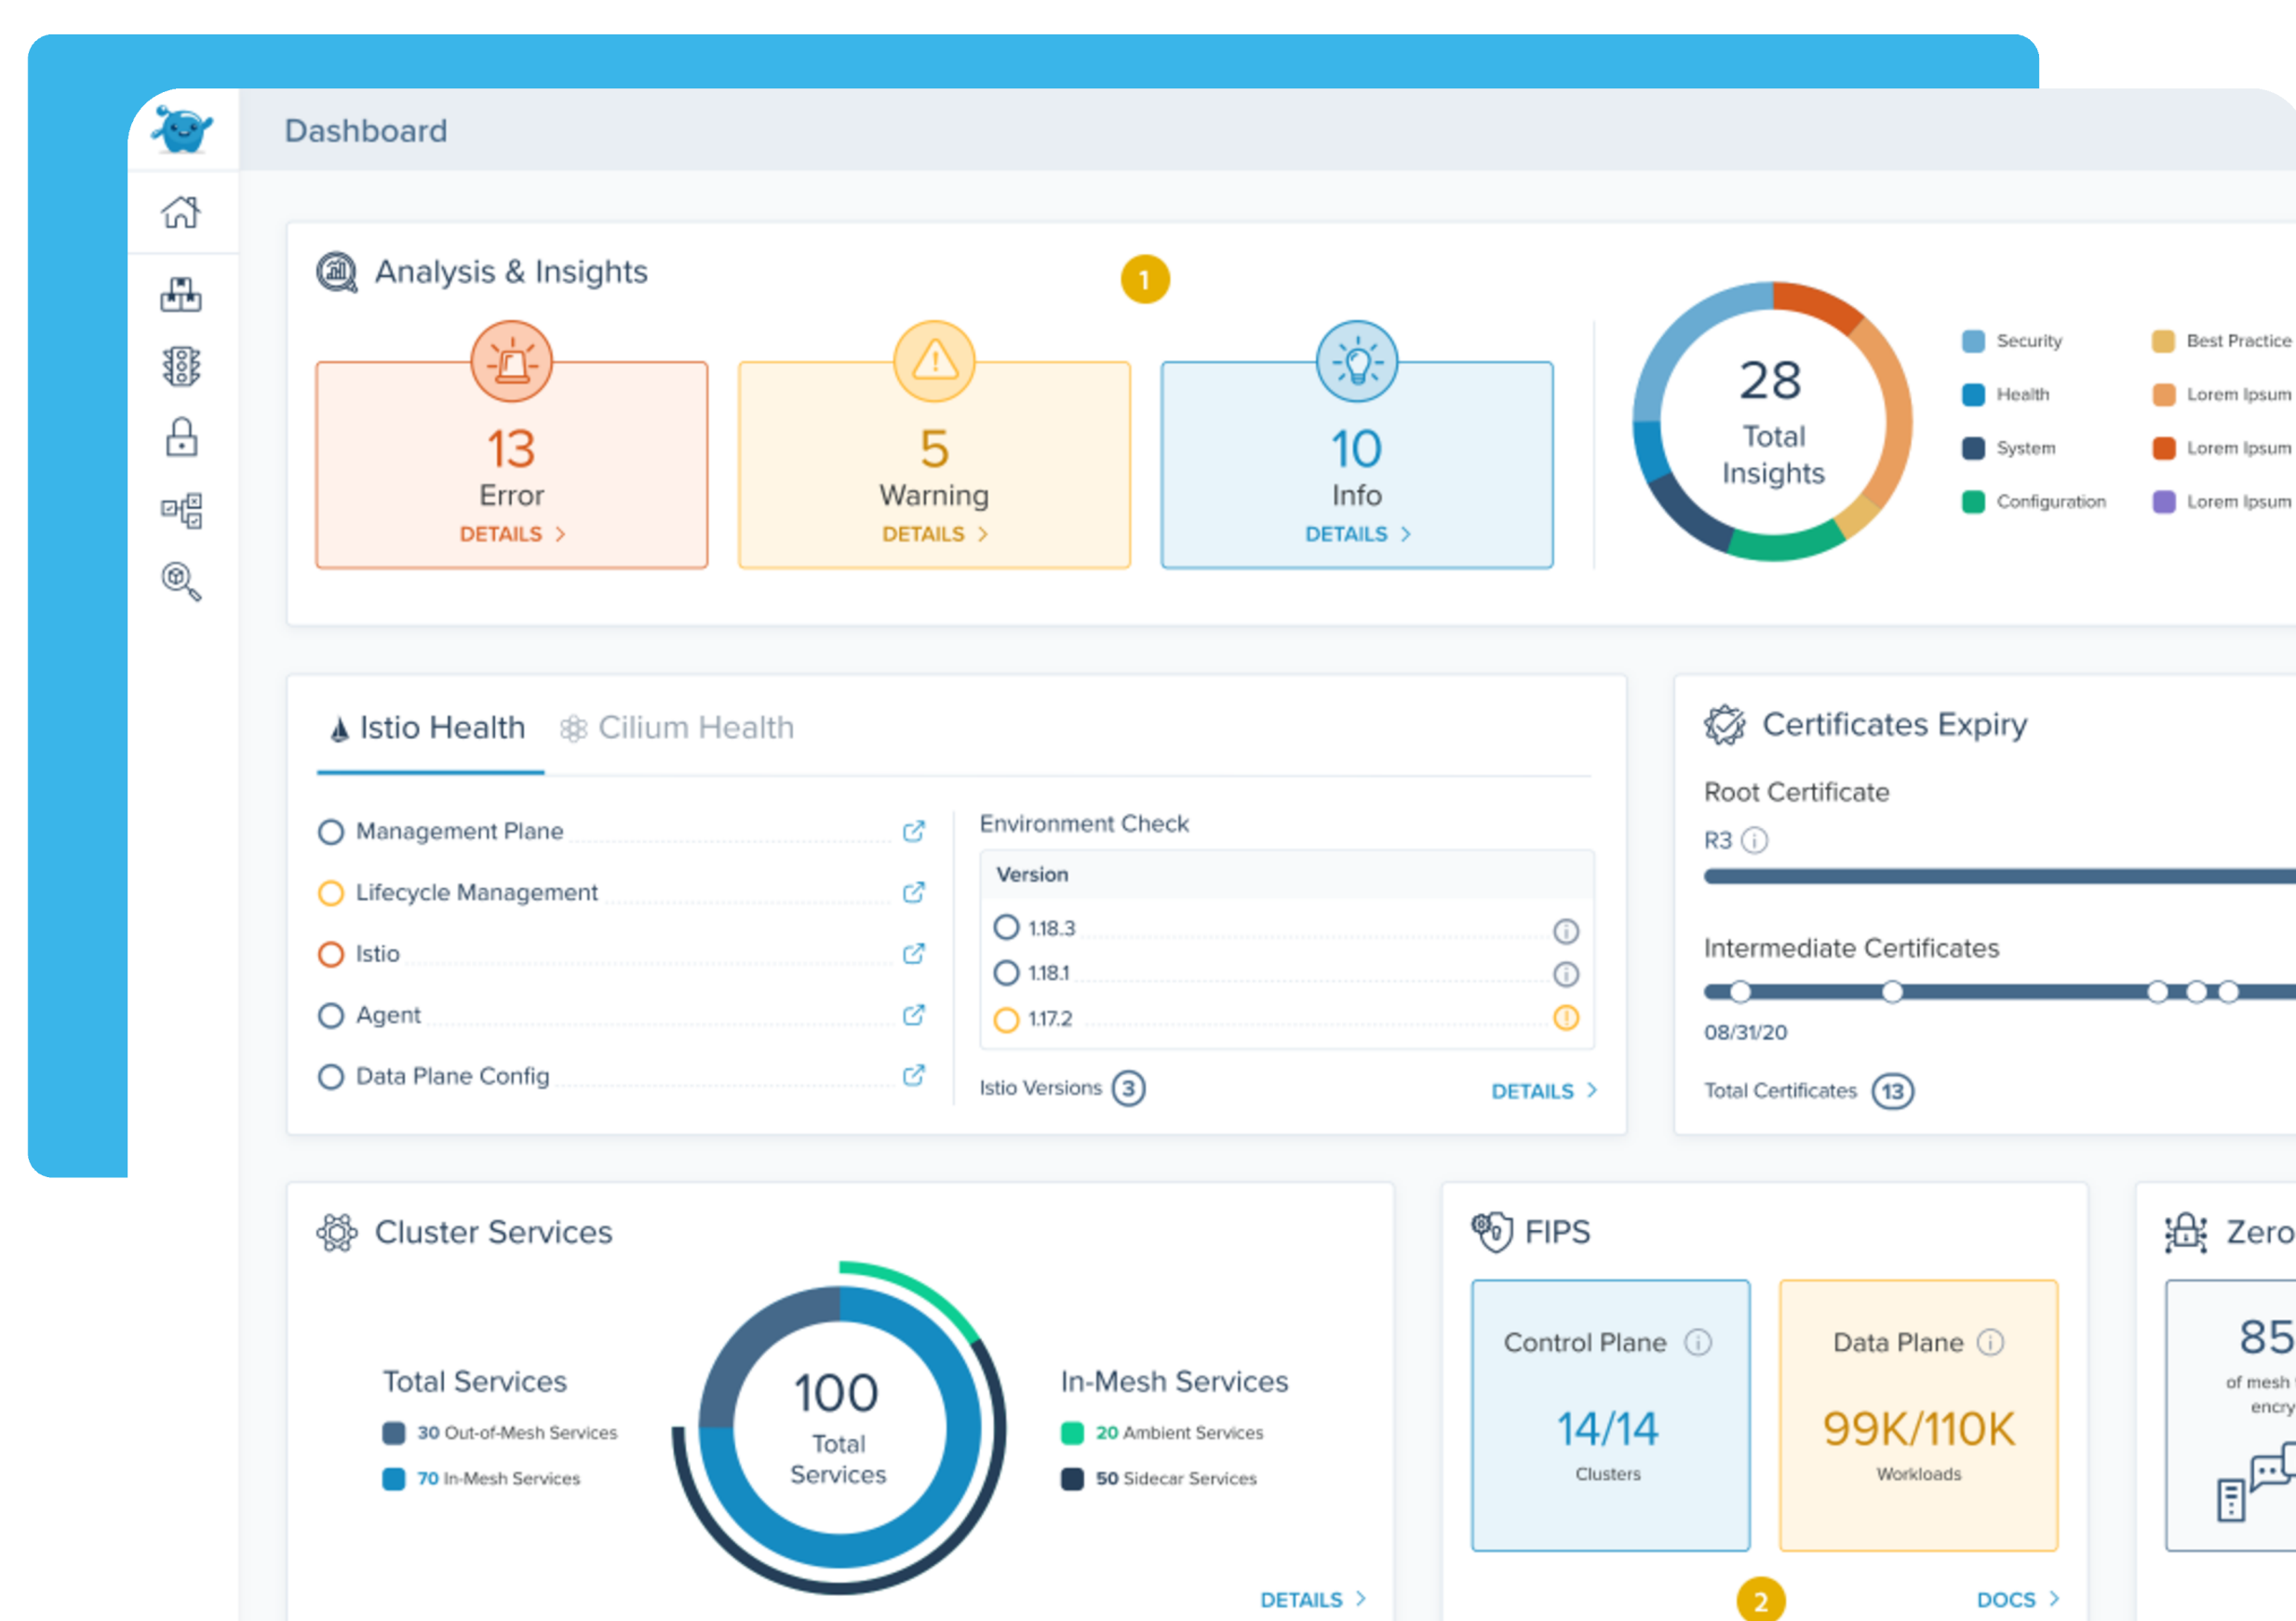 Dashboard
Analysis & Insights
1
13
Error
DETAILS >
5
Warning
DETAILS >
10
Info
DETAILS >
28
Total
Insights
Security
Health
System
Configuration
Best Practice
Lorem Ipsum
Lorem Ipsum
Lorem Ipsum
Istio Health
Cilium Health
Management Plane
Lifecycle Management
Istio
Agent
Data Plane Config
Environment Check
Version
1.18.3
1.18.1
1.17.2
Istio Versions 3
DETAILS >
Certificates Expiry
Root Certificate
R3
Intermediate Certificates
08/31/20
Total Certificates 13
Cluster Services
Total Services
30 Out-of-Mesh Services
70 In-Mesh Services
100
Total
Services
In-Mesh Services
20 Ambient Services
50 Sidecar Services
DETAILS >
FIPS
Control Plane
14/14
Clusters
Data Plane
99K/110K
Workloads
2
DOCS >
Zero
85
of mesh